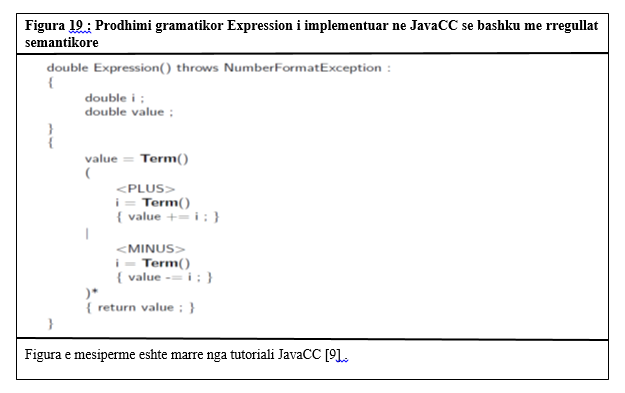 Figura 19 : Prodhimi gramatikor Expression i implementuar ne JavaCC se bashku me rregullat
semantikore
double Expression() throws NumberFormatException :
{
double i ;
double value ;
}
{
value = Term()
(
<PLUS>
i = Term()
{ value += i ; }
|
<MINUS>
i = Term()
{ value -= i ; }
)*
{ return value ; }
}
Figura e mesiperme eshte marre nga tutoriali JavaCC [9] .